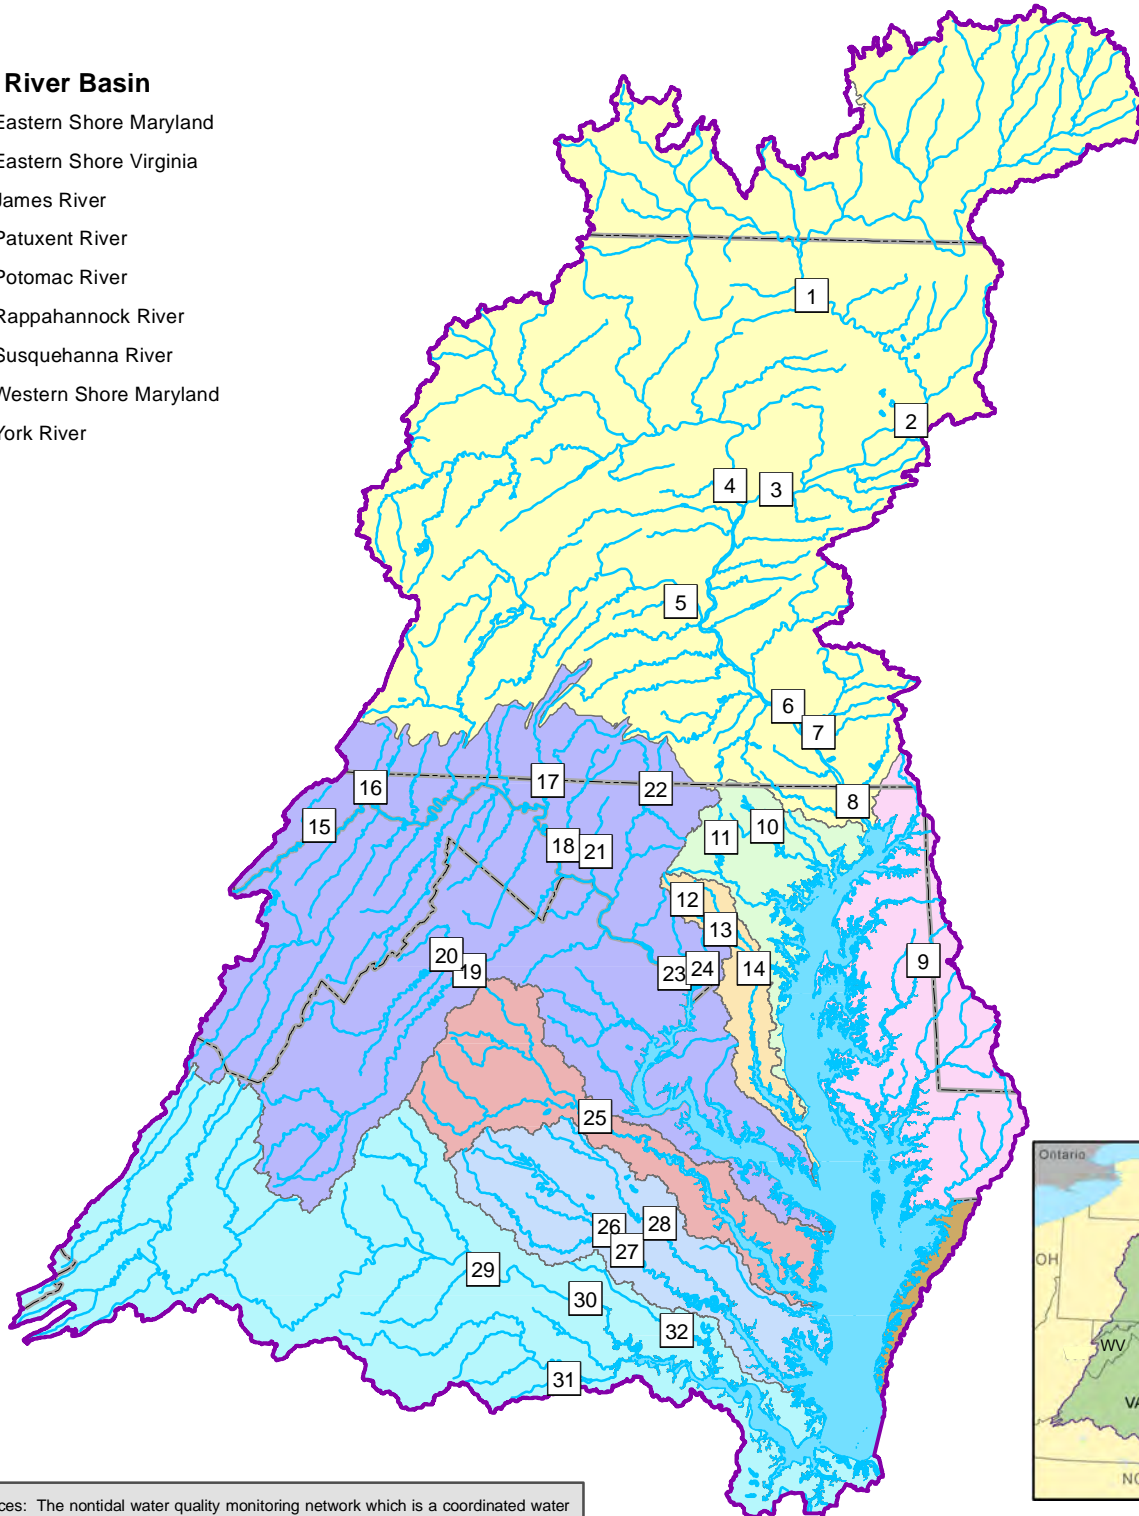 River Basin
Eastern Shore Maryland
Eastern Shore Virginia
James River
Patuxent River
Potomac River
Rappahannock River
Susquehanna River
Western Shore Maryland
York River
1
2
4
3
5
6
7
8
16
17
22
15
11
10
18
21
12
13
20
19
23
24
14
9
25
26
28
27
29
30
32
31
Ontario
OH
WV
VA
NC
ces: The nontidal water quality monitoring network which is a coordinated water